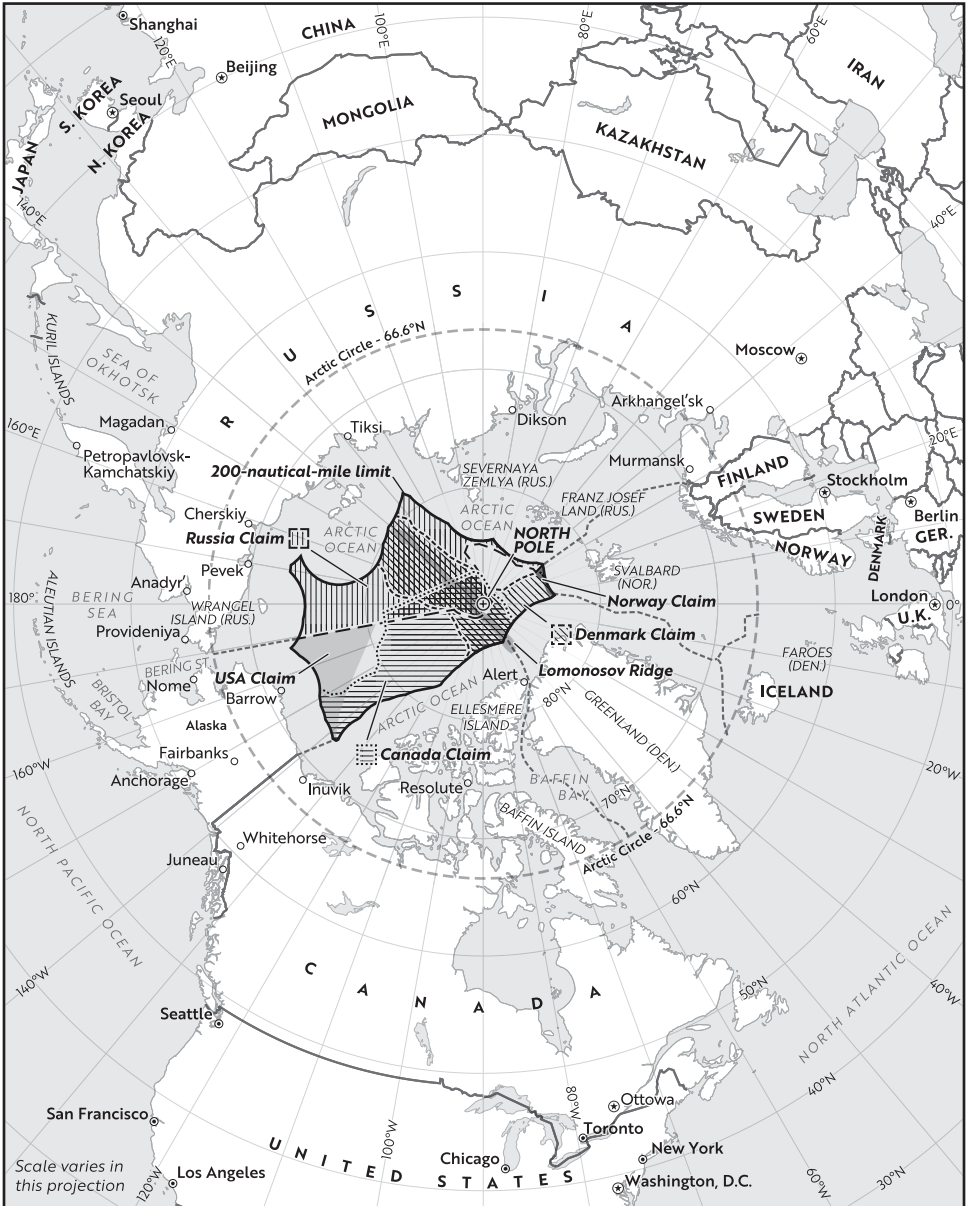 Shanghai
CHINA
100°E
80°E
60°E
120°E
Beijing
IRAN
S. KOREA
Seoul
N. KOREA
MONGOLIA
KAZAKHSTAN
JAPAN
140°E
40°E
RUSSIA
Arctic Circle - 66.6°N
KURIL ISLANDS
SEA OF
OKHOTSK
Moscow
Magadan
Tiksi
Dikson
Arkhangel'sk
160°E
20°E
Petropavlovsk-
Kamchatskiy
200-nautical-mile limit
SEVERNAYA
ZEMLYA (RUS.)
Murmansk
FINLAND
Stockholm
FRANZ JOSEF
LAND (RUS.)
Cherskiy
ARCTIC
OCEAN
ARCTIC
OCEAN
SWEDEN
Berlin
GER.
Russia Claim
NORTH
POLE
NORWAY
DENMARK
Pevek
SVALBARD
(NOR.)
Anadyr'
180°
BERING
SEA
WRANGEL
ISLAND (RUS.)
Norway Claim
London
0°
U.K.
ALEUTIAN ISLANDS
Provideniya
Denmark Claim
FAROES
(DEN.)
BERING ST.
Nome
USA Claim
Lomonosov Ridge
Barrow
Alert
80°N
ICELAND
BRISTOL
BAY
Alaska
ARCTIC OCEAN
ELLESMERE
ISLAND
GREENLAND (DEN.)
Fairbanks
Canada Claim
160°W
Anchorage
Inuvik
Resolute
BAFFIN
BAY
70°N
20°W
NORTH PACIFIC OCEAN
BAFFIN ISLAND
Arctic Circle - 66.6°N
Whitehorse
Juneau
60°N
CANADA
140°W
50°N
40°W
NORTH ATLANTIC OCEAN
Seattle
40°N
80°W
Ottowa
San Francisco
100°W
Toronto
New York
Chicago
UNITED STATES
Scale varies in
this projection
120°W
Los Angeles
Washington, D.C.
60°W
30°N